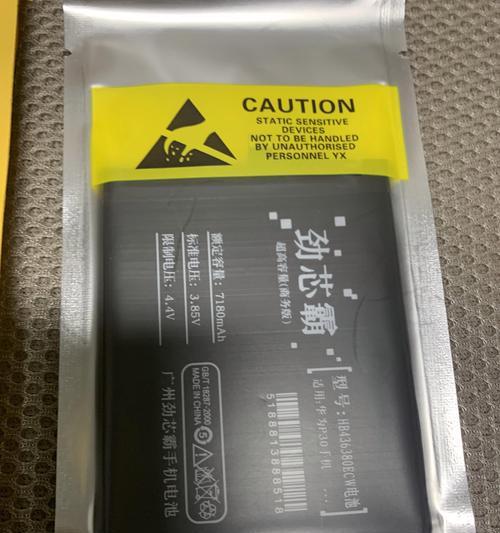 CAUTION
STATIC SENSITIVE
DEVICES
NOT TO BE HANDLED
BY UNAUTHORISED
PERSONNEL YX
劲芯霸
超高容量(商务版)
额定容量：7180mAh
标准电压：3.85V
限制电压：4.4V
型号：HB436380ECW电池
适用：华为P30手机 ...
5188813888518
GB/T 18287-2000
MADE IN CHINA
5
广州劲芯霸手机电池